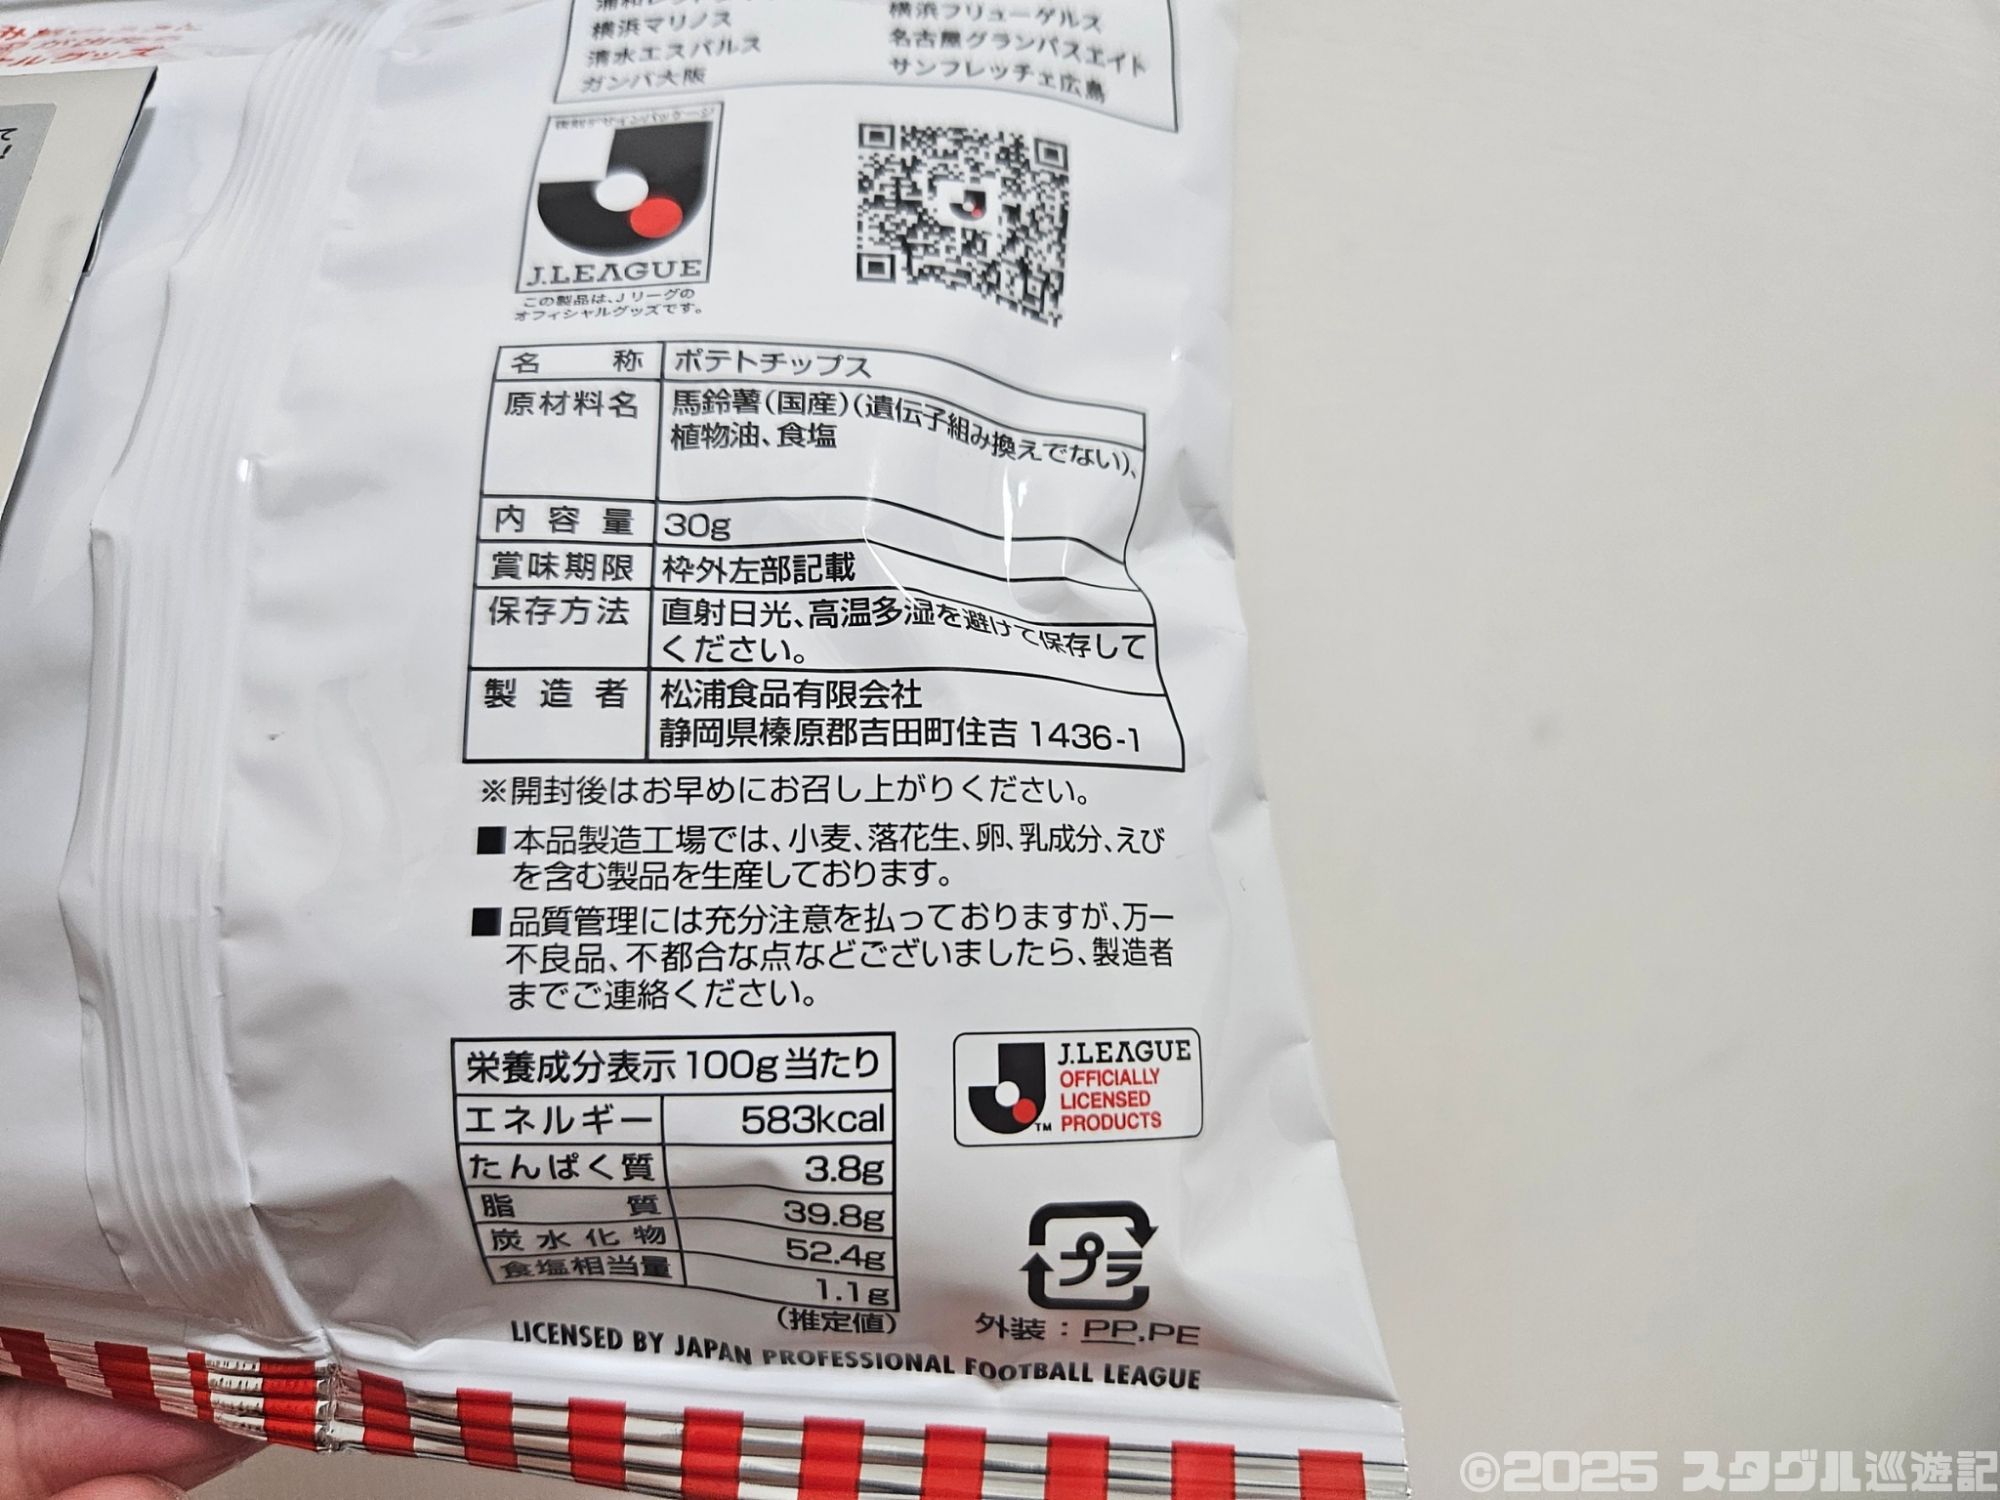 横浜マリノス
清水エスパルス
ガンバ大阪
横浜フリューゲルス
名古屋グランパスエイト
サンフレッチェ広島
復刻デザインパッケージ
J.LEAGUE
この製品は、Jリーグの
オフィシャルグッズです。
名称 ポテトチップス
原材料名 馬鈴薯(国産)(遺伝子組み換えでない)、
植物油、食塩
内容量 30g
賞味期限 枠外左部記載
保存方法 直射日光、高温多湿を避けて保存して
ください。
製造者 松浦食品有限会社
静岡県榛原郡吉田町住吉1436-1
※開封後はお早めにお召し上がりください。
■本品製造工場では、小麦、落花生、卵、乳成分、えび
を含む製品を生産しております。
■品質管理には充分注意を払っておりますが、万一
不良品、不都合な点などございましたら、製造者
までご連絡ください。
栄養成分表示100g当たり
エネルギー 583kcal
たんぱく質 3.8g
脂質 39.8g
炭水化物 52.4g
食塩相当量 1.1g
(推定値)
J.LEAGUE
OFFICIALLY
LICENSED
PRODUCTS
TM
プラ
外装：PP,PE
LICENSED BY JAPAN PROFESSIONAL FOOTBALL LEAGUE
©2025 スタグル巡遊記